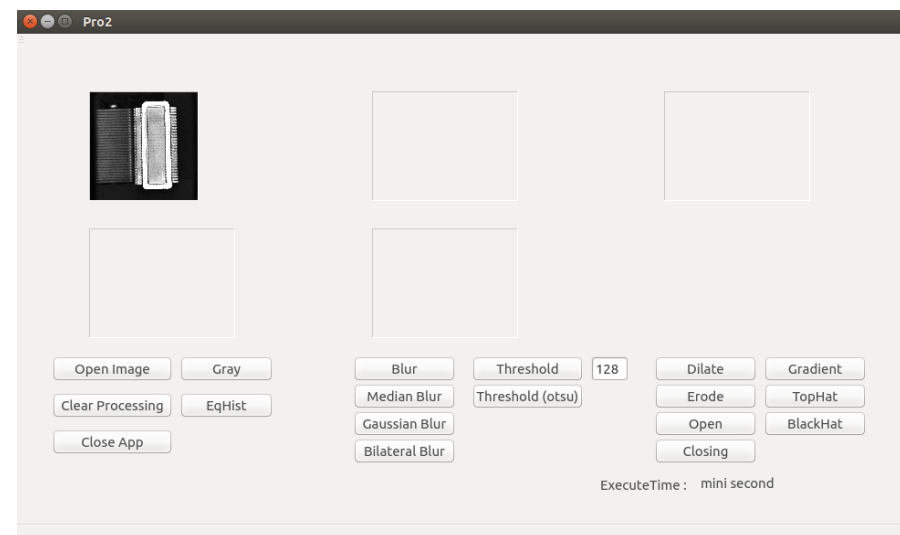 Pro2
Open Image Gray Blur Threshold 128 Dilate Gradient
Clear Processing EqHist Median Blur Threshold (otsu) Erode TopHat
Gaussian Blur Open BlackHat
Close App Bilateral Blur Closing
ExecuteTime : mini second